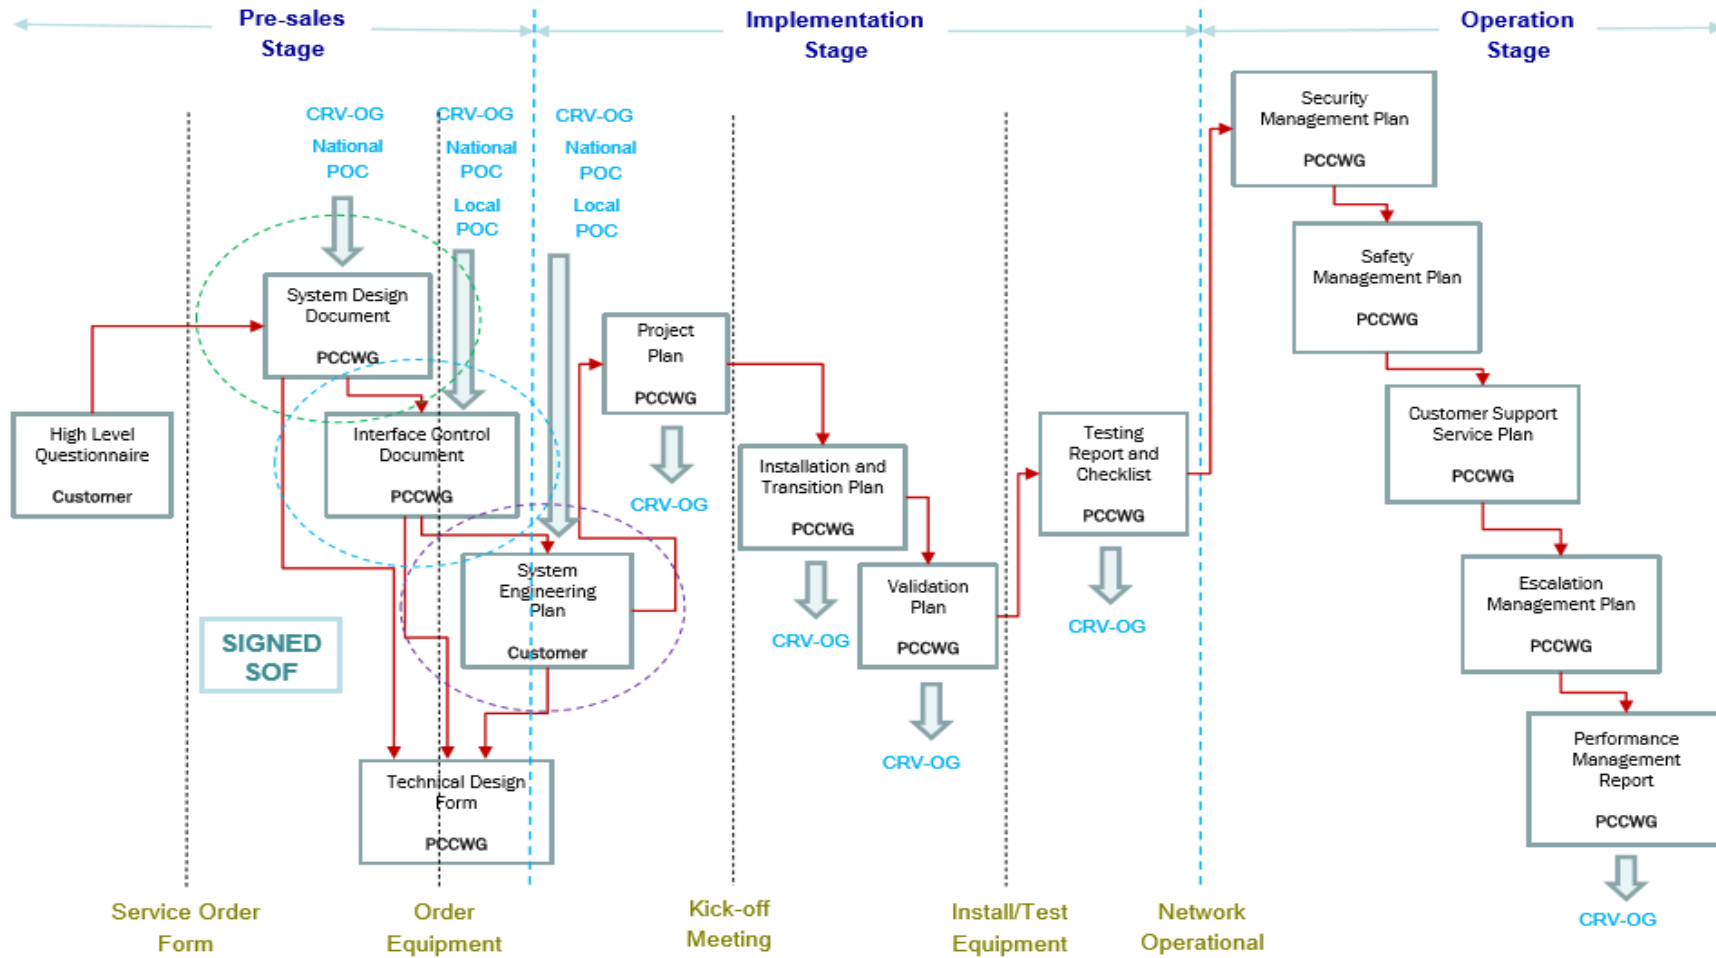 Pre-sales
Stage
Implementation
Stage
Operation
Stage
CRV-OG
National
POC
CRV-OG
National
POC
Local
POC
CRV-OG
National
POC
Local
POC
System Design
Document
PCCWG
High Level
Questionnaire
Customer
Interface Control
Document
PCCWG
System
Engineering
Plan
Customer
SIGNED
SOF
Technical Design
Form
PCCWG
Project
Plan
PCCWG
CRV-OG
Installation and
Transition Plan
PCCWG
CRV-OG
Validation
Plan
PCCWG
CRV-OG
Testing
Report and
Checklist
PCCWG
CRV-OG
Security
Management Plan
PCCWG
Safety
Management Plan
PCCWG
Customer Support
Service Plan
PCCWG
Escalation
Management Plan
PCCWG
Performance
Management
Report
PCCWG
CRV-OG
Service Order
Form
Order
Equipment
Kick-off
Meeting
Install/Test
Equipment
Network
Operational